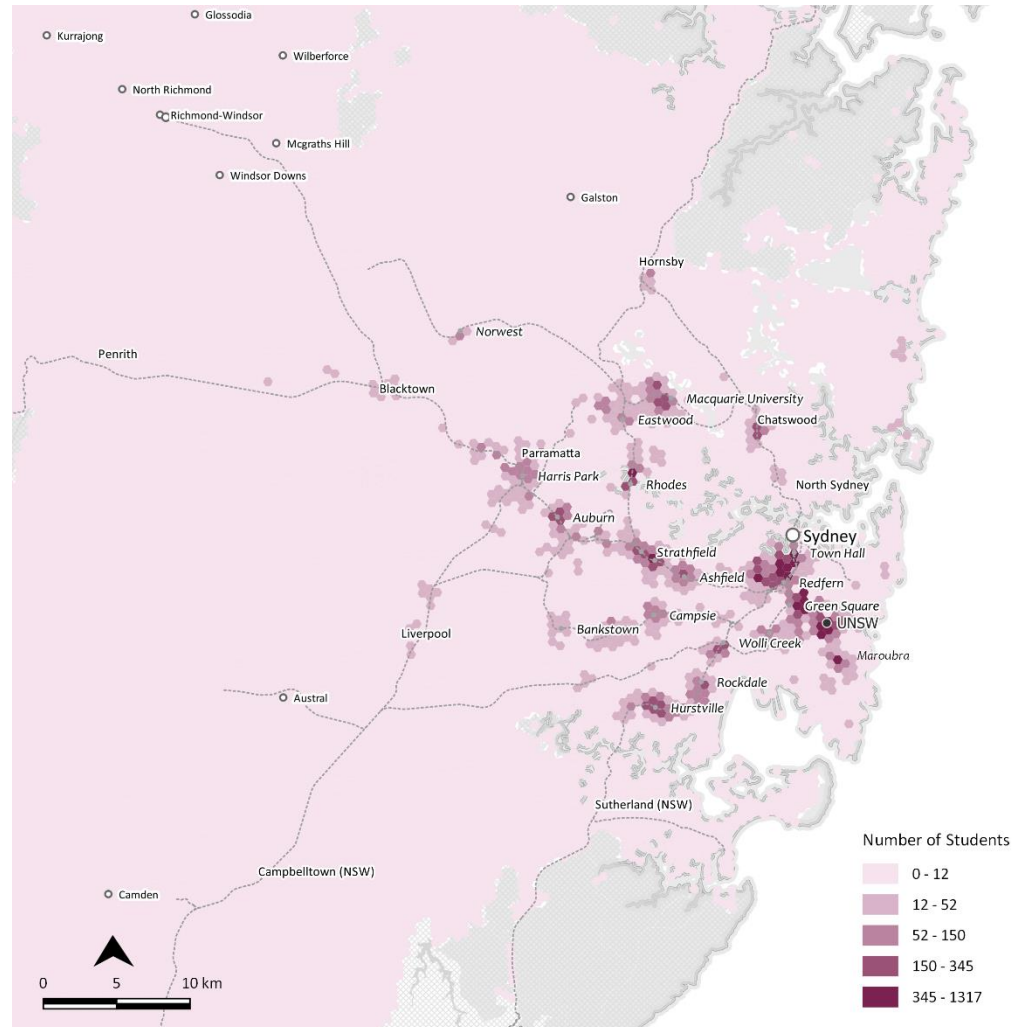 Glossodia
Kurrajong
Wilberforce
North Richmond
Richmond-Windsor
Mcgraths Hill
Windsor Downs
Galston
Hornsby
Norwest
Penrith
Blacktown
Macquarie University
Eastwood
Chatswood
Parramatta
Harris Park
Rhodes
North Sydney
Auburn
Sydney
Strathfield
Town Hall
Ashfield
Redfern
Green Square
Campsie
UNSW
Bankstown
Liverpool
Wolli Creek
Maroubra
Rockdale
Austral
Hurstville
Sutherland (NSW)
Number of Students
0 - 12
Campbelltown (NSW)
Camden
12 - 52
52 - 150
150 - 345
345 - 1317
0 5 10 km